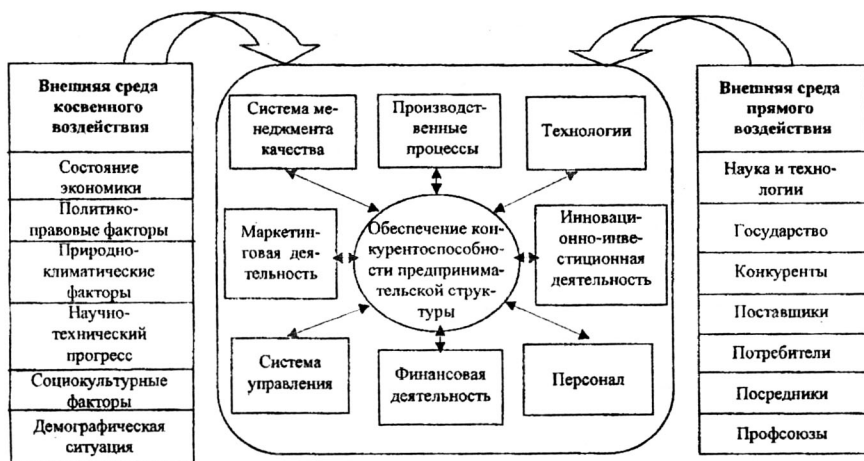 Внешняя среда
косвенного
воздействия
Состояние
экономики
Политико-
правовые факторы
Природно-
климатические
факторы
Научно-
технический
прогресс
Социокультурные
факторы
Демографическая
ситуация
Система ме-
неджмента
качества
Производст-
венные
процессы
Технологии
Маркетин-
говая дея-
тельность
Обеспечение кон-
курентоспособно-
сти предпринима-
тельской струк-
туры
Инноваци-
онно-инве-
стиционная
деятельность
Система
управления
Финансовая
деятельность
Персонал
Внешняя среда
прямого
воздействия
Наука и техно-
логии
Государство
Конкуренты
Поставщики
Потребители
Посредники
Профсоюзы